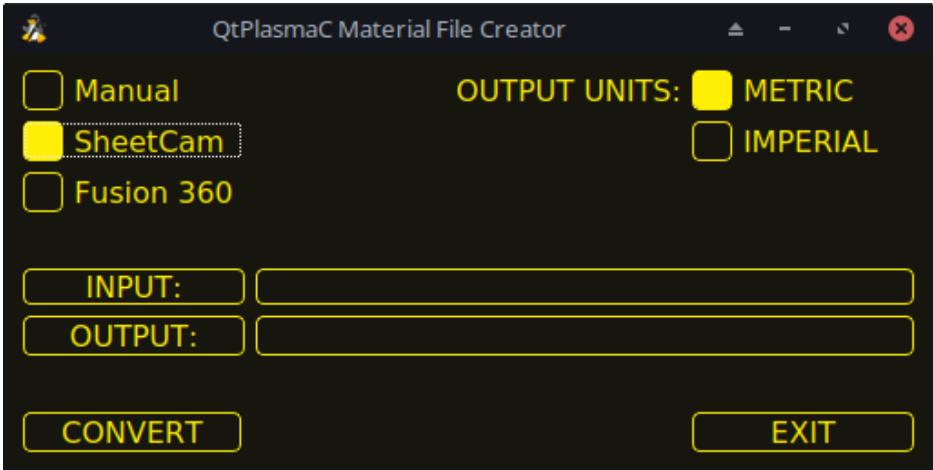 QtPlasmaC Material File Creator
Manual OUTPUT UNITS: METRIC
SheetCam IMPERIAL
Fusion 360
INPUT:
OUTPUT:
CONVERT EXIT